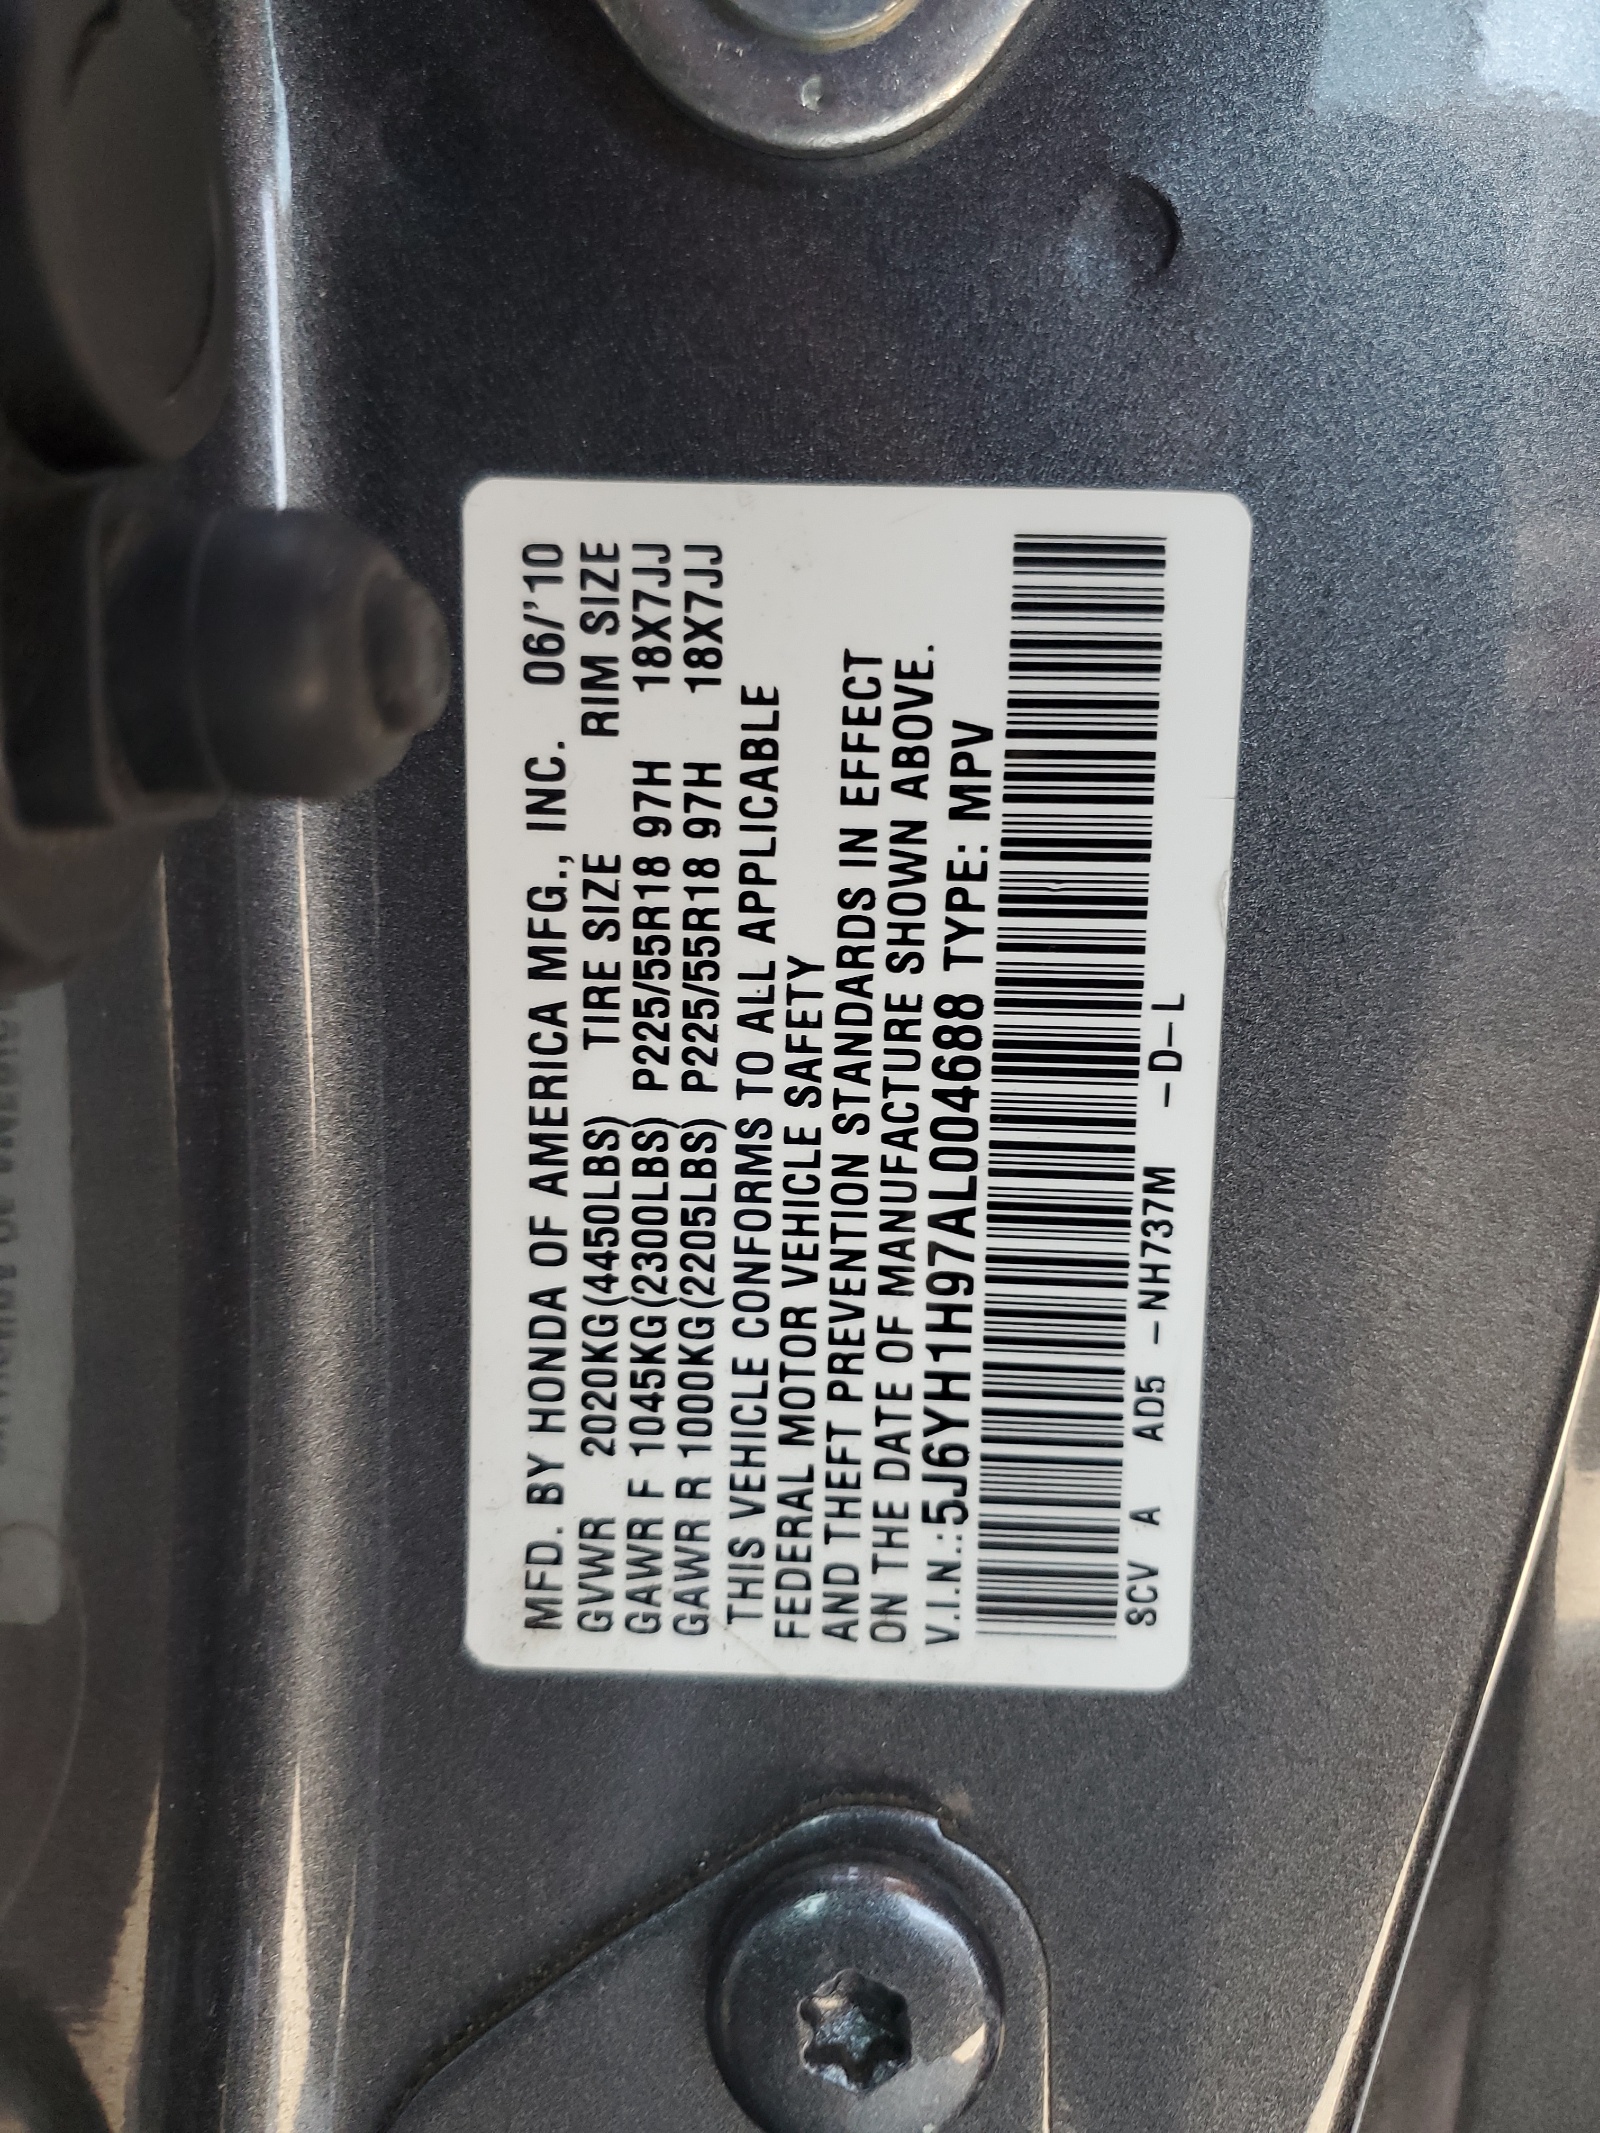 MFD. BY HONDA OF AMERICA MFG., INC. 06/'10
GVWR 2020KG(4450LBS) TIRE SIZE RIM SIZE
GAWR F 1045KG(2300LBS) P225/55R18 97H 18X7JJ
GAWR R 1000KG(2205LBS) P225/55R18 97H 18X7JJ
THIS VEHICLE CONFORMS TO ALL APPLICABLE
FEDERAL MOTOR VEHICLE SAFETY
AND THEFT PREVENTION STANDARDS IN EFFECT
ON THE DATE OF MANUFACTURE SHOWN ABOVE.
V.I.N.:5J6YH1H97AL004688 TYPE: MPV
SCV A AD5 -NH737M -D-L